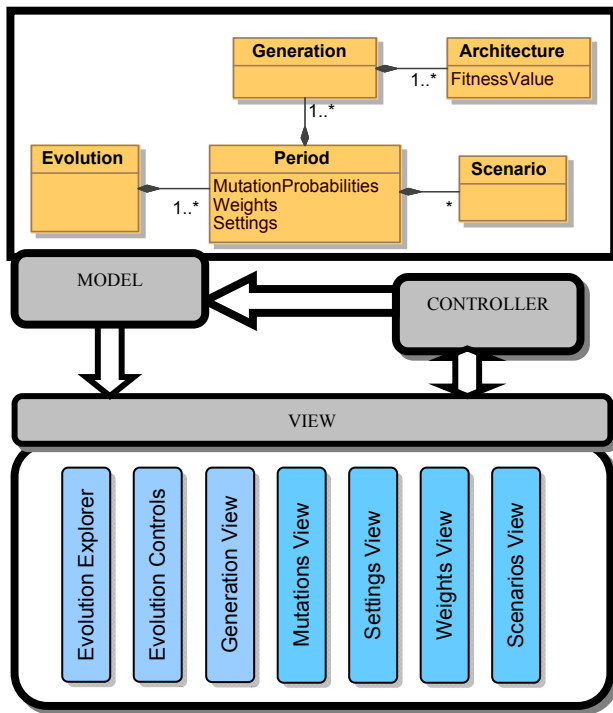 Generation
Architecture
FitnessValue
1..*
1..*
Evolution
Period
MutationProbabilities
Weights
Settings
Scenario
1..*
*
MODEL
CONTROLLER
VIEW
Evolution Explorer
Evolution Controls
Generation View
Mutations View
Settings View
Weights View
Scenarios View